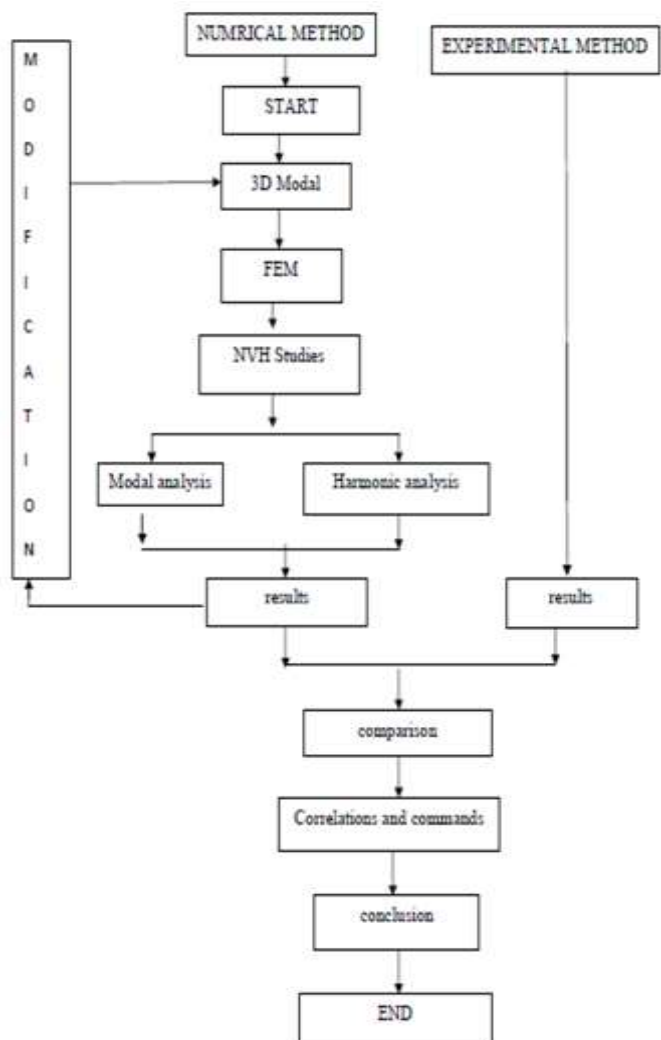 NUMRICAL METHOD
EXPERIMENTAL METHOD
MODIFICATION
START
3D Modal
FEM
NVH Studies
Modal analysis
Harmonic analysis
results
results
comparison
Correlations and commands
conclusion
END